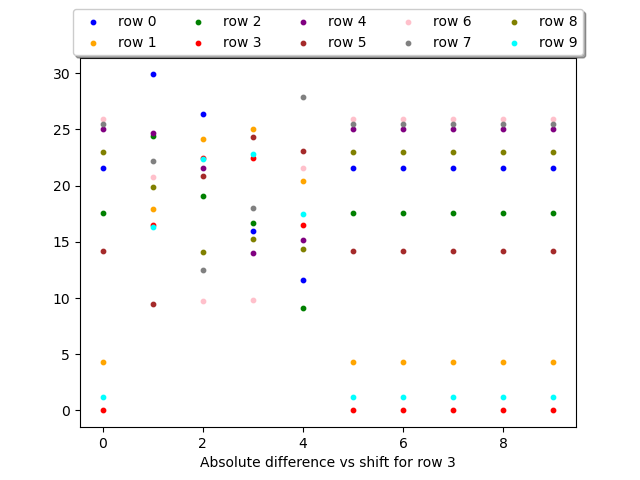 row 0 row 2 row 4 row 6 row 8
row 1 row 3 row 5 row 7 row 9
30
25
20
15
10
5
0
0 2 4 6 8
Absolute difference vs shift for row 3